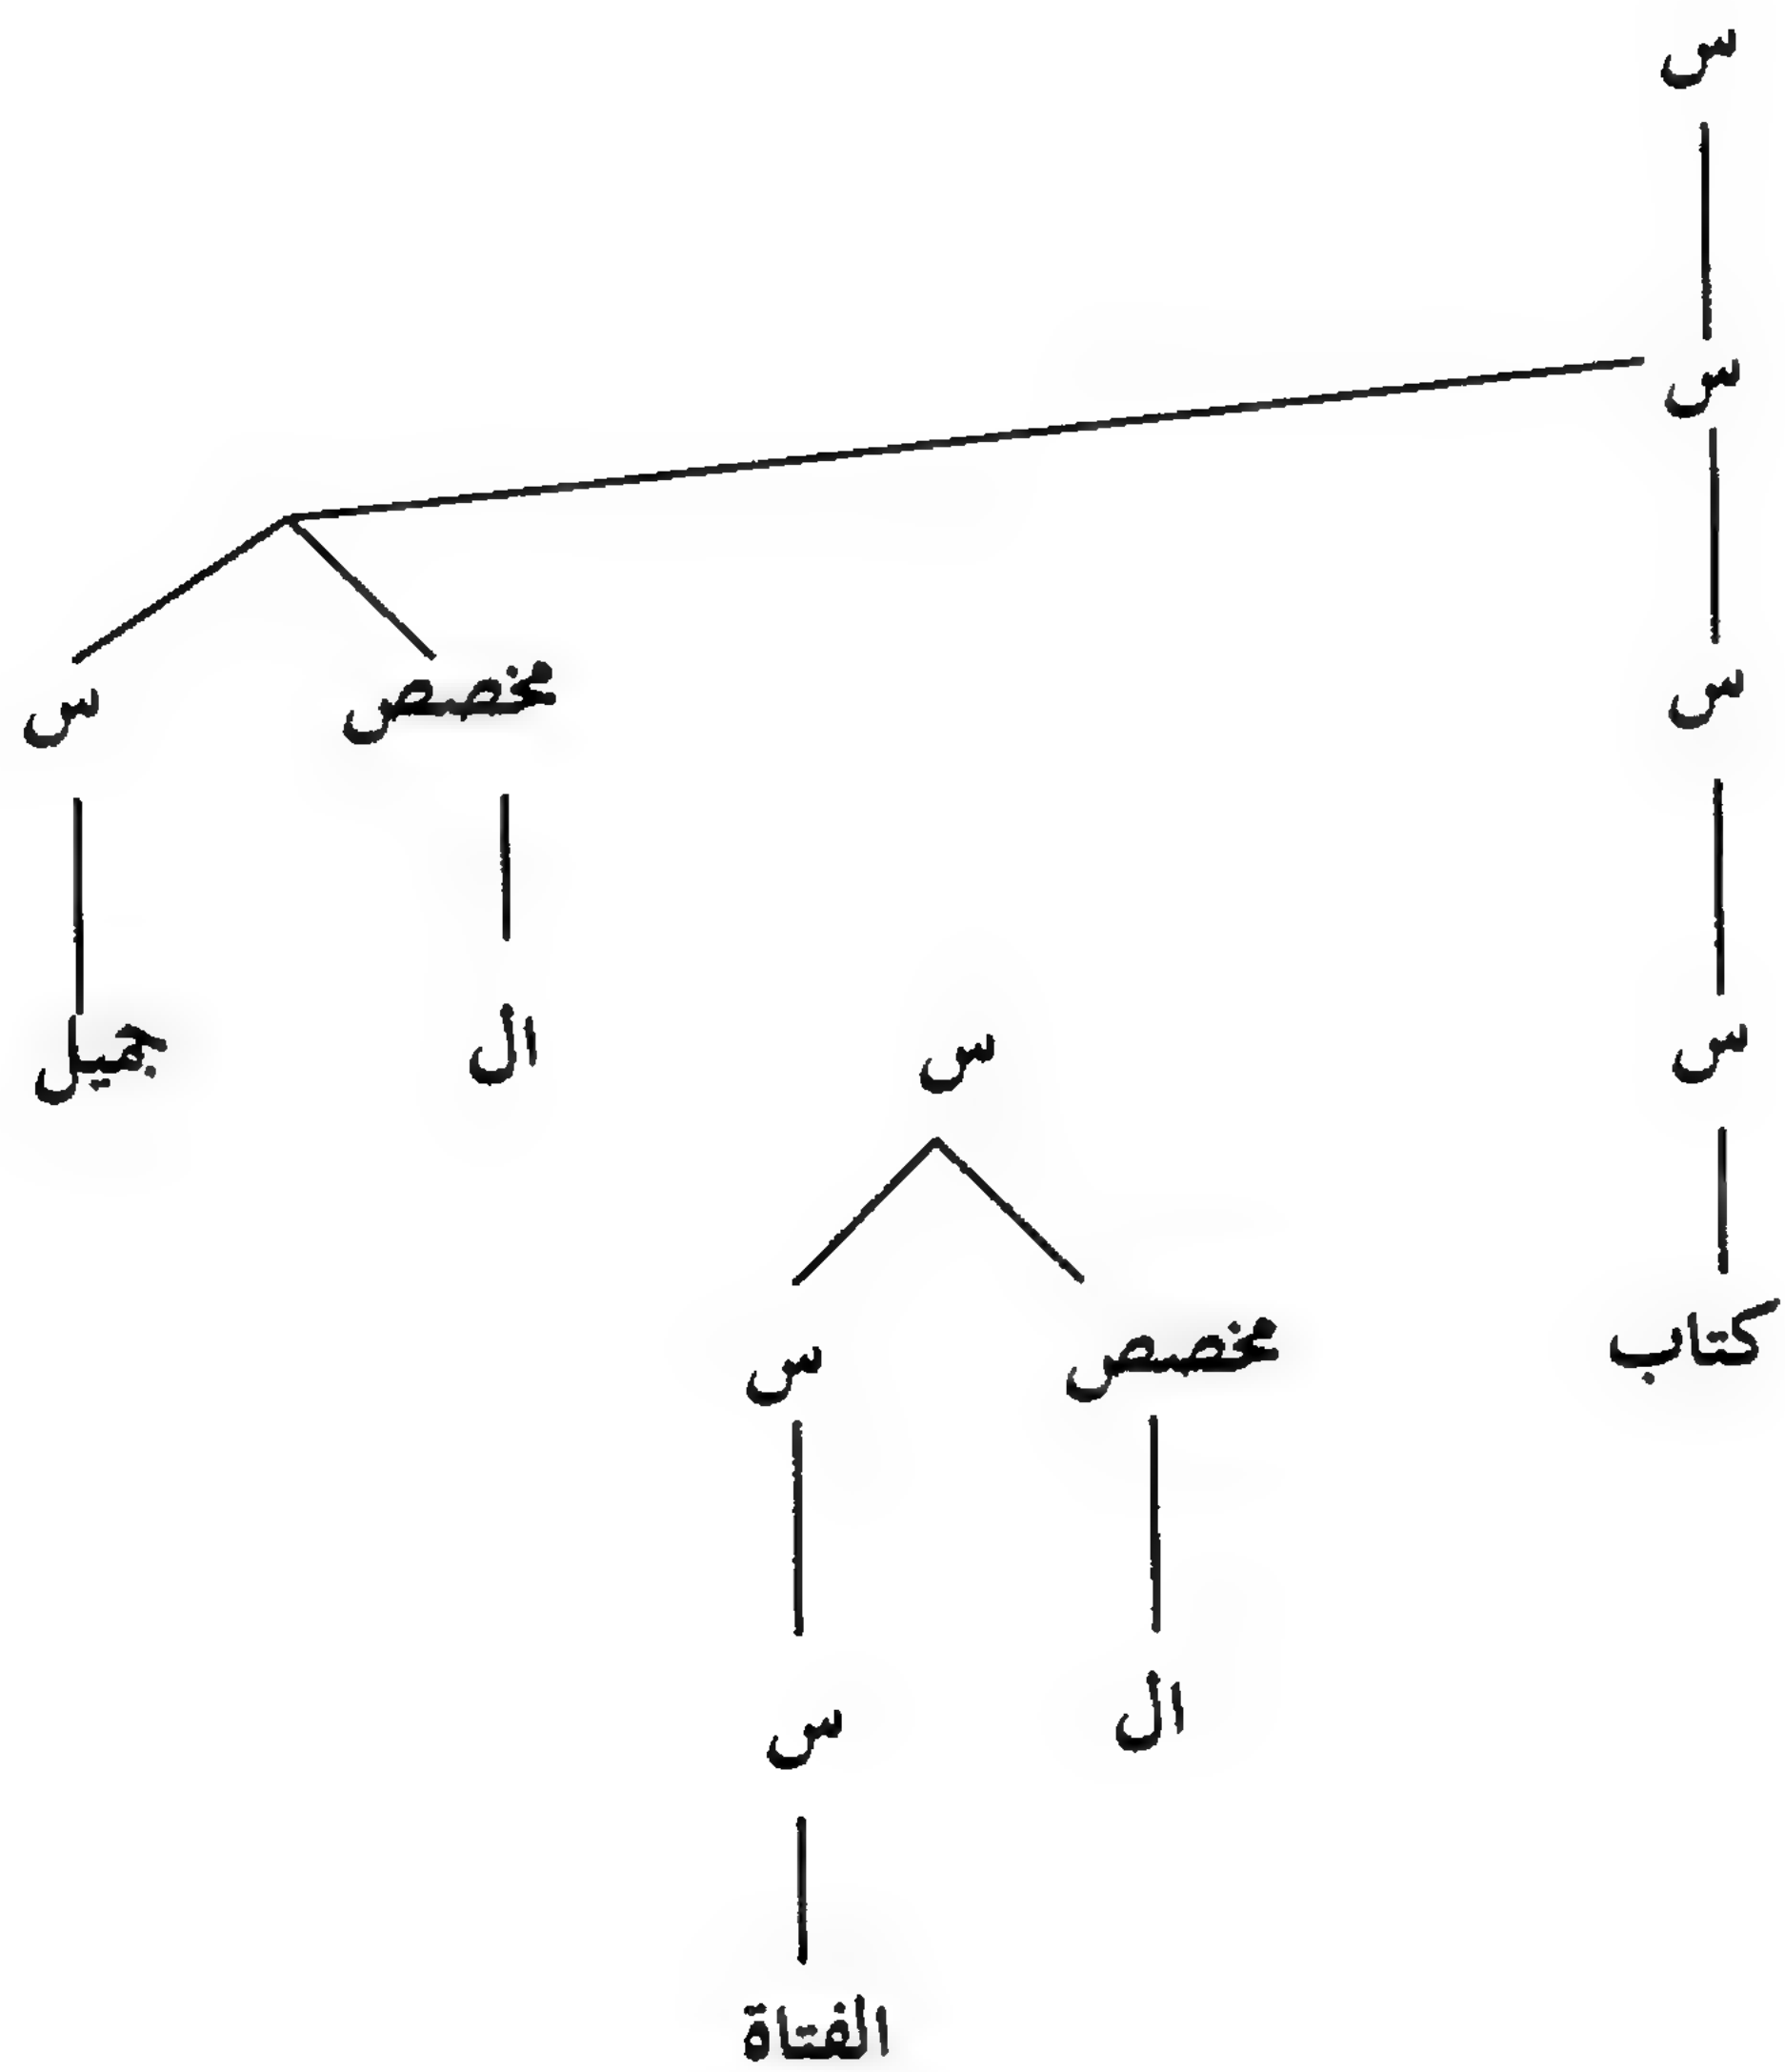 س
س
س مخصص س
جميل ال س س
س مخصص كتاب
س ال
الفتاة